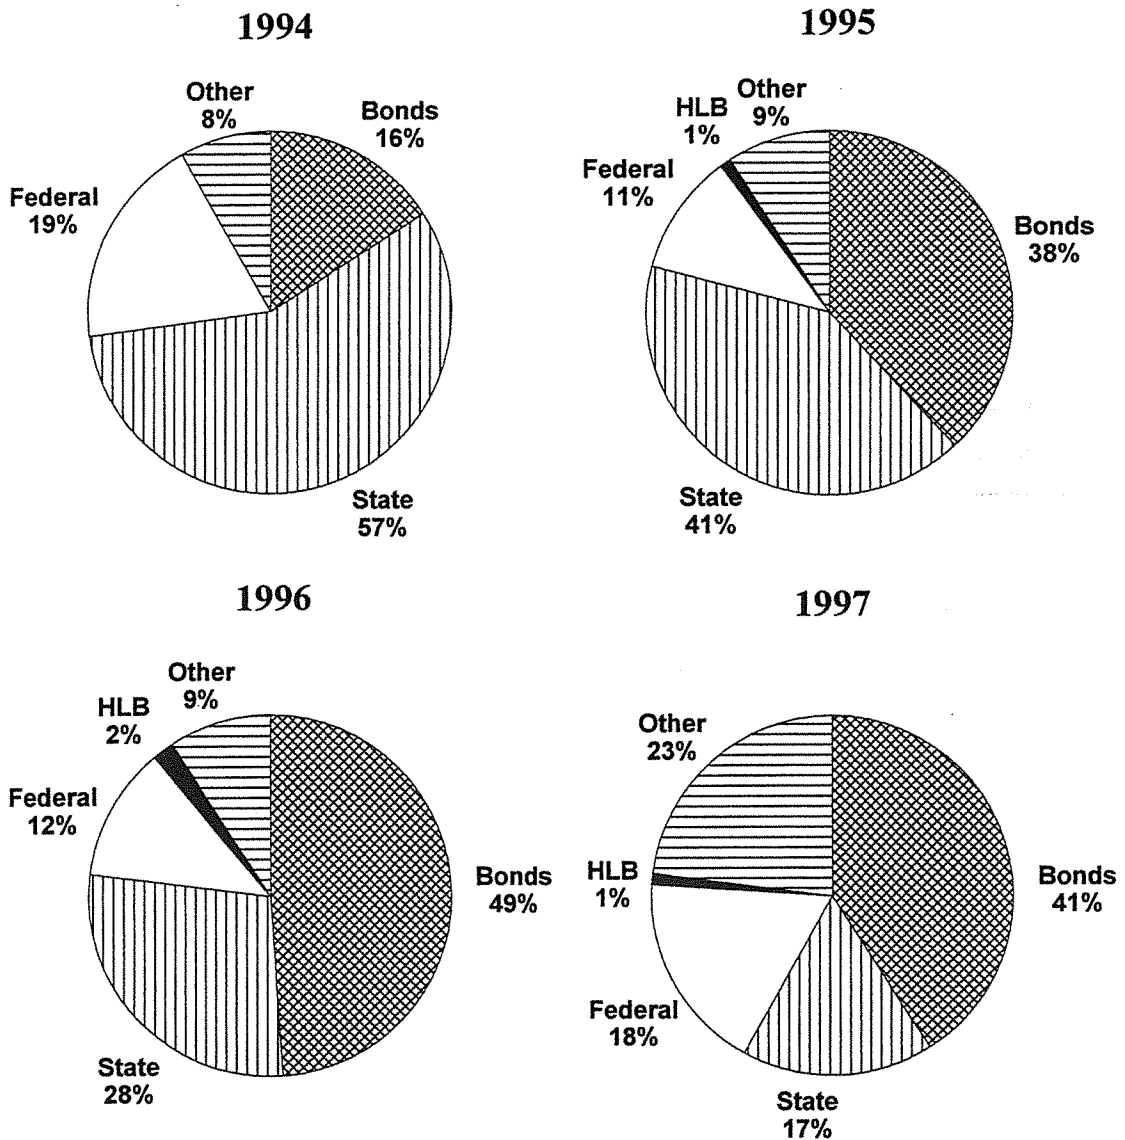 1994
Other
8%
Bonds
16%
Federal
19%
State
57%
1995
Other
9%
HLB
1%
Federal
11%
Bonds
38%
State
41%
1996
Other
9%
HLB
2%
Federal
12%
Bonds
49%
State
28%
1997
Other
23%
HLB
1%
Bonds
41%
Federal
18%
State
17%